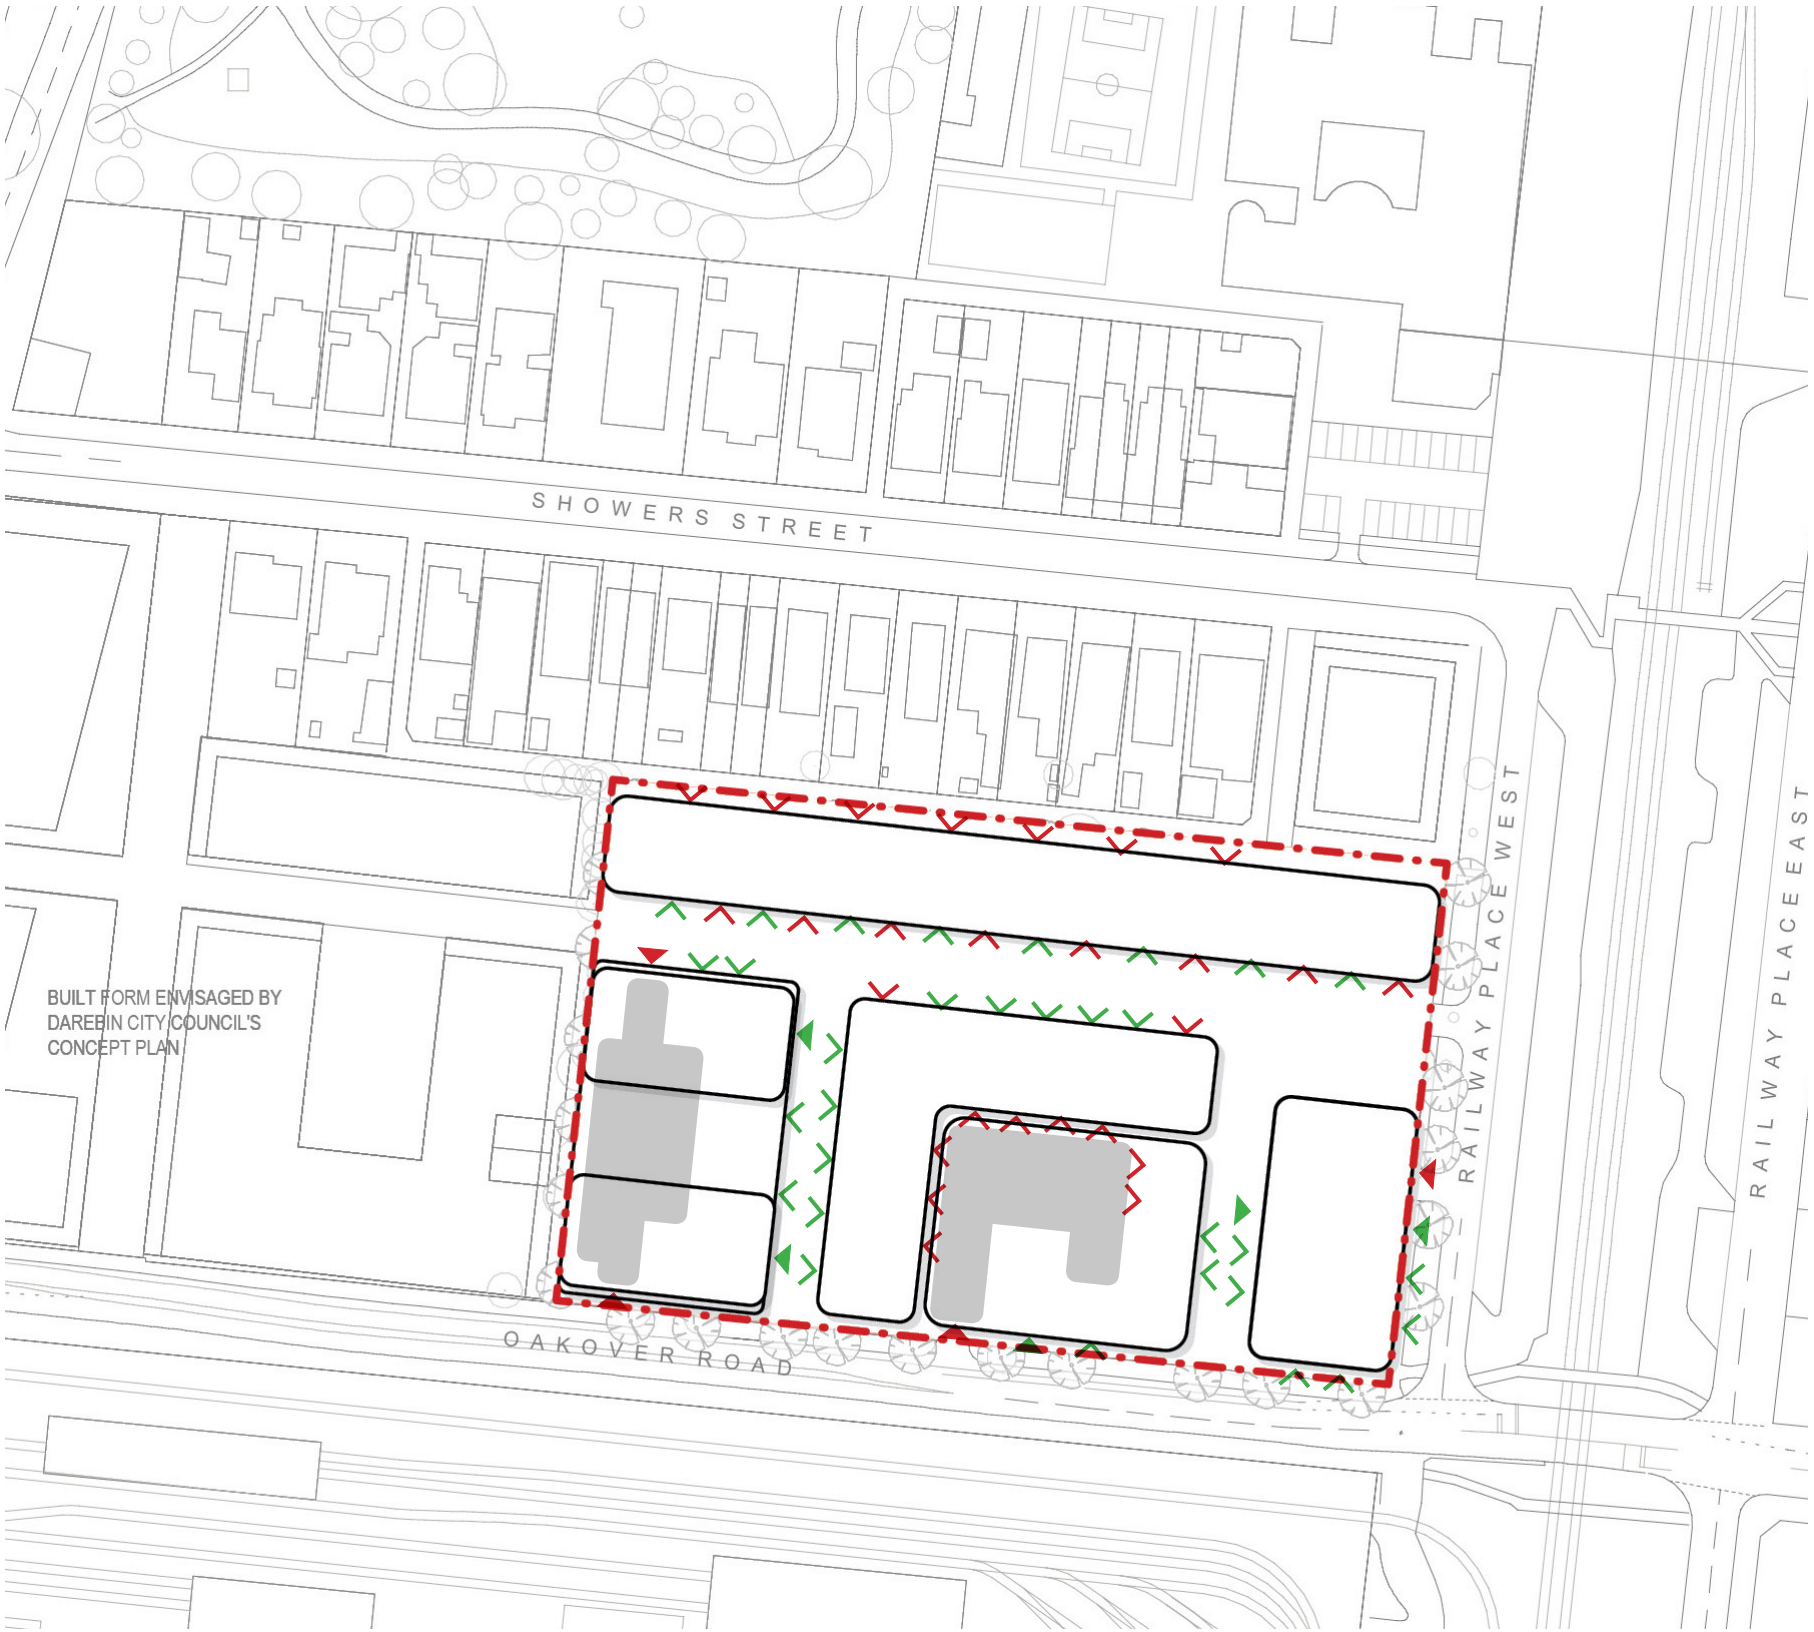 SHOWERS STREET
RAILWAY PLACE WEST
RAILWAY PLACE EAST
BUILT FORM ENVISAGED BY
DAREBIN CITY COUNCIL'S
CONCEPT PLAN
OAKOVER ROAD